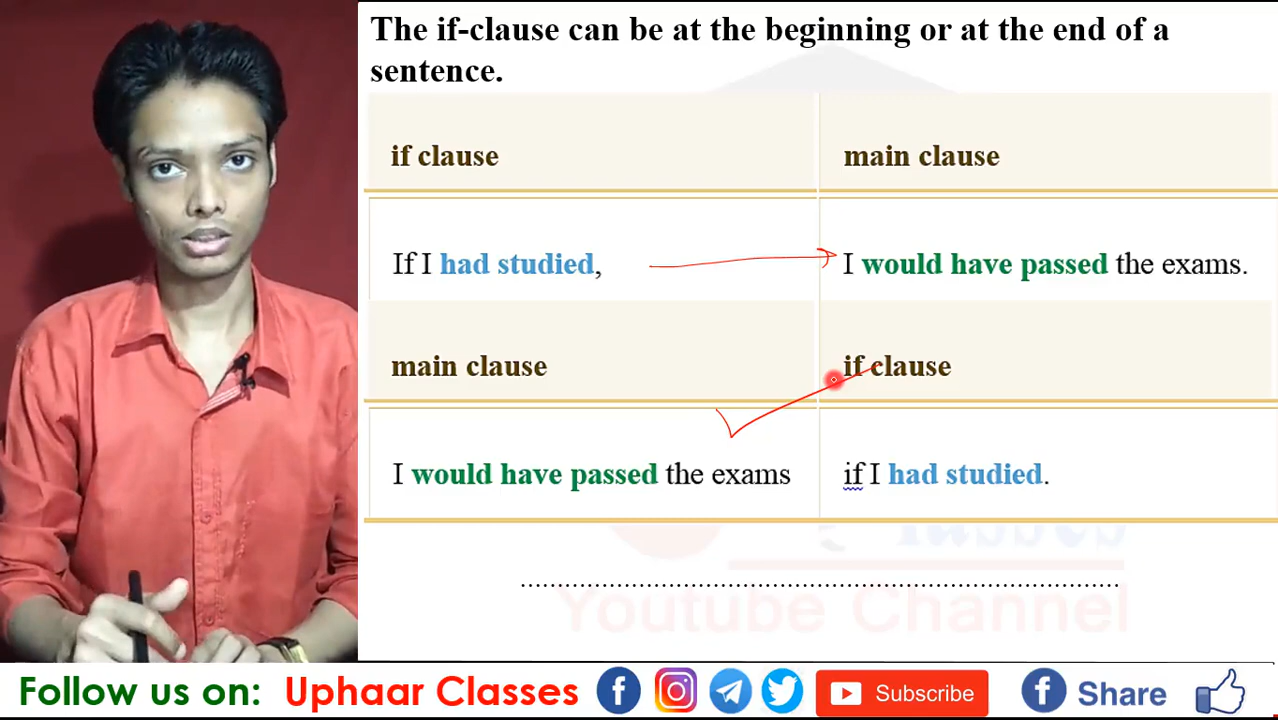 The if-clause can be at the beginning or at the end of a
sentence.
if clause main clause
If I had studied, I would have passed the exams.
main clause if clause
I would have passed the exams if I had studied.
Classes
................................................................................
Youtube Channel
Follow us on: Uphaar Classes Subscribe Share